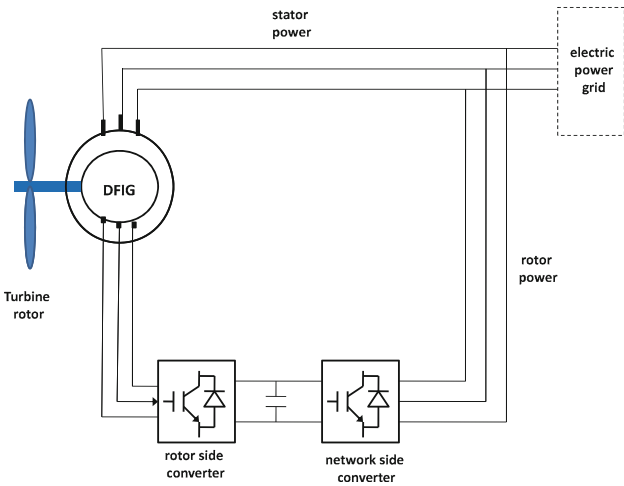 stator
power
electric
power
grid
DFIG
rotor
power
Turbine
rotor
rotor side
converter
network side
converter